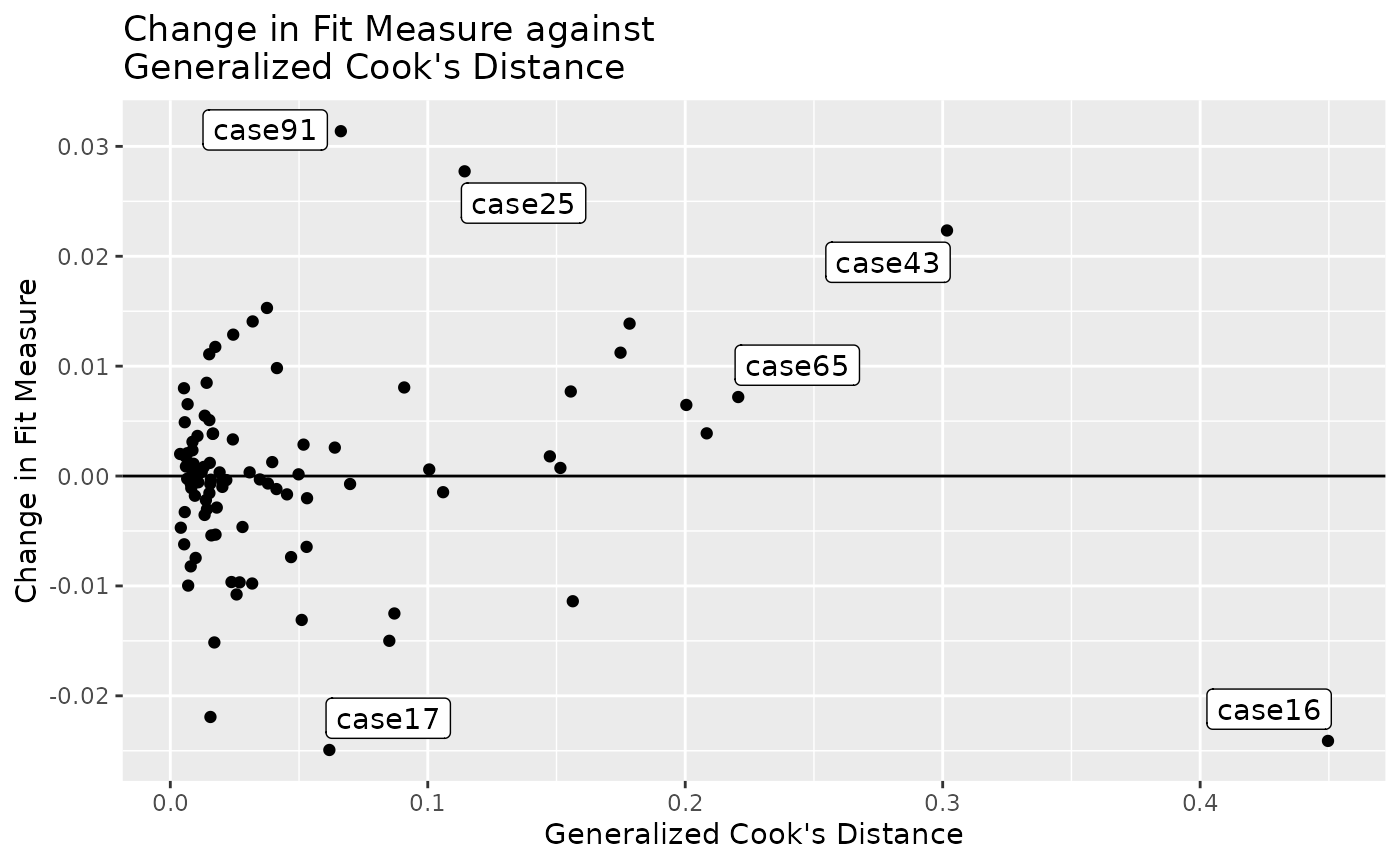 Change in Fit Measure against
Generalized Cook's Distance
case91
case25
case43
case65
case17
case16
0.03
0.02
0.01
0.00
-0.01
-0.02
Change in Fit Measure
0.0
0.1
0.2
0.3
0.4
Generalized Cook's Distance